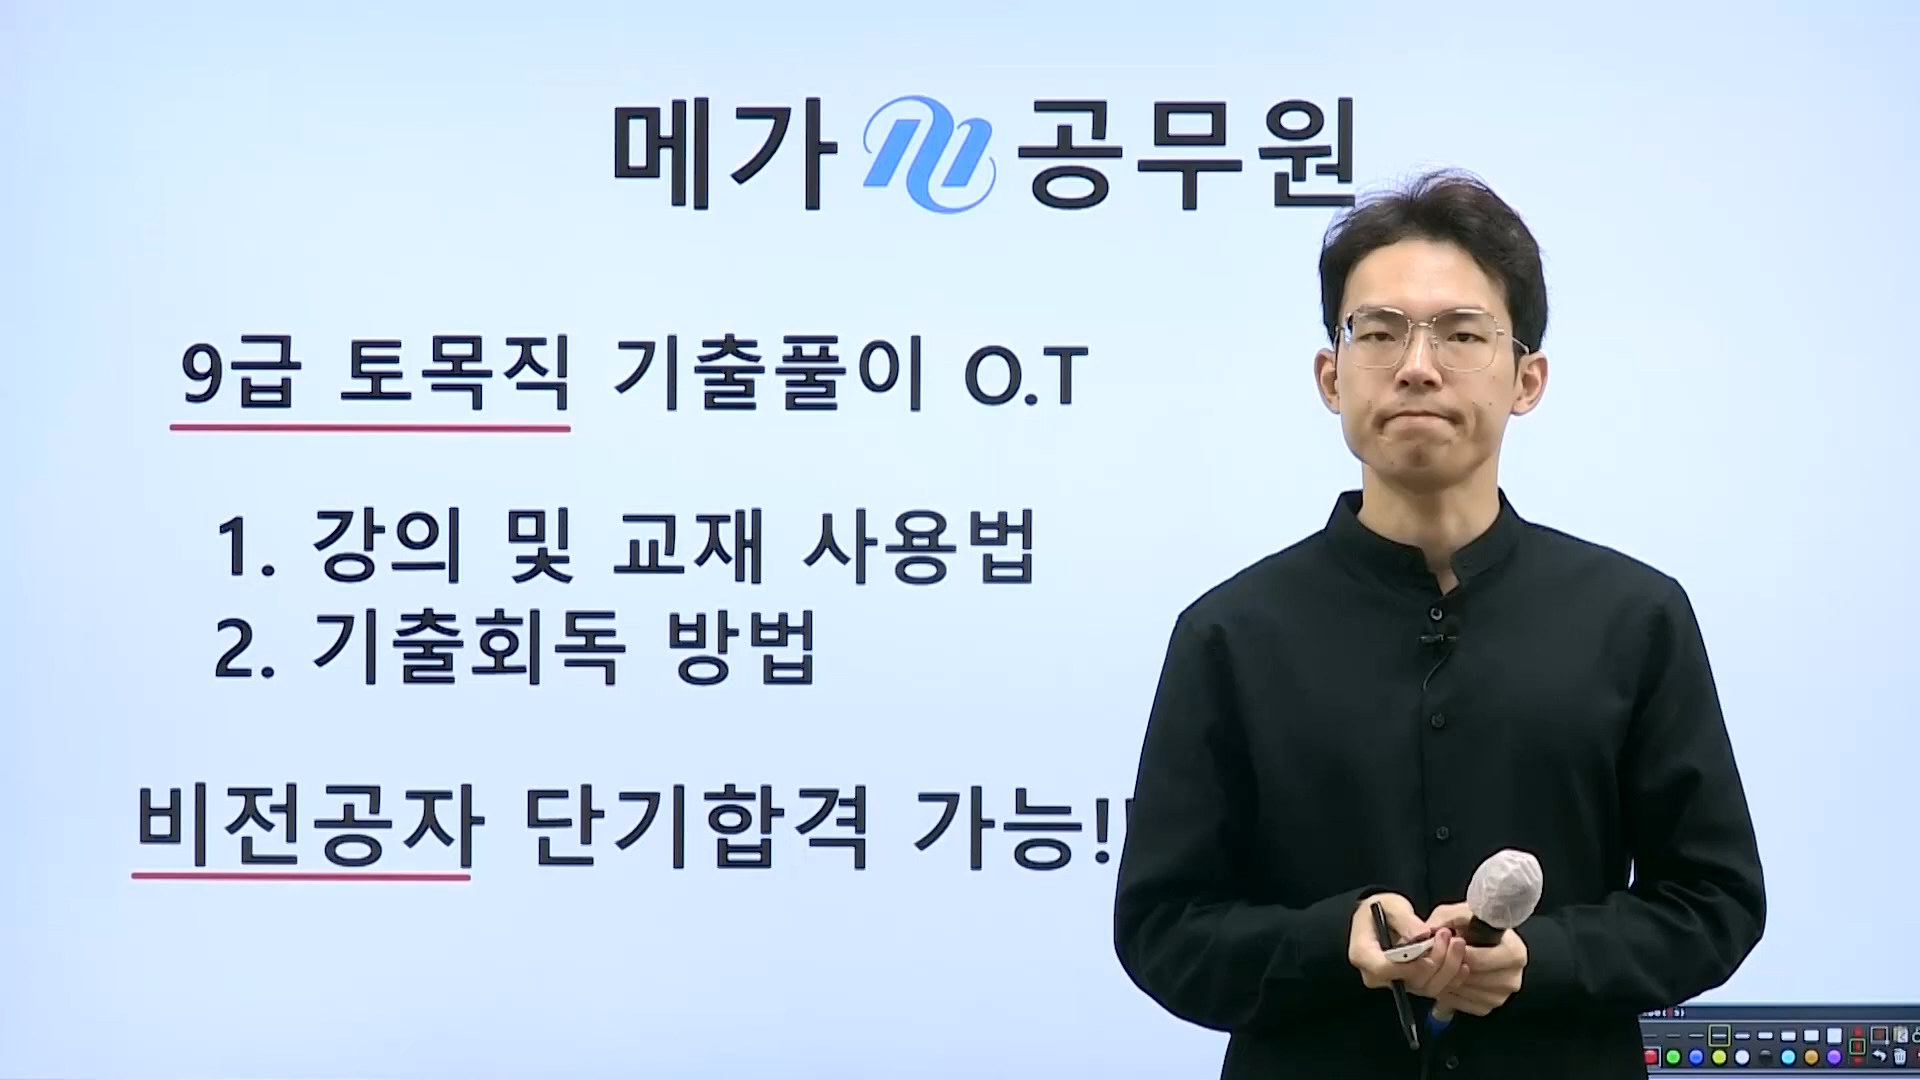 메가 공무원
9급 토목직 기출풀이 O.T
1. 강의 및 교재 사용법
2. 기출회독 방법
비전공자 단기합격 가능!!